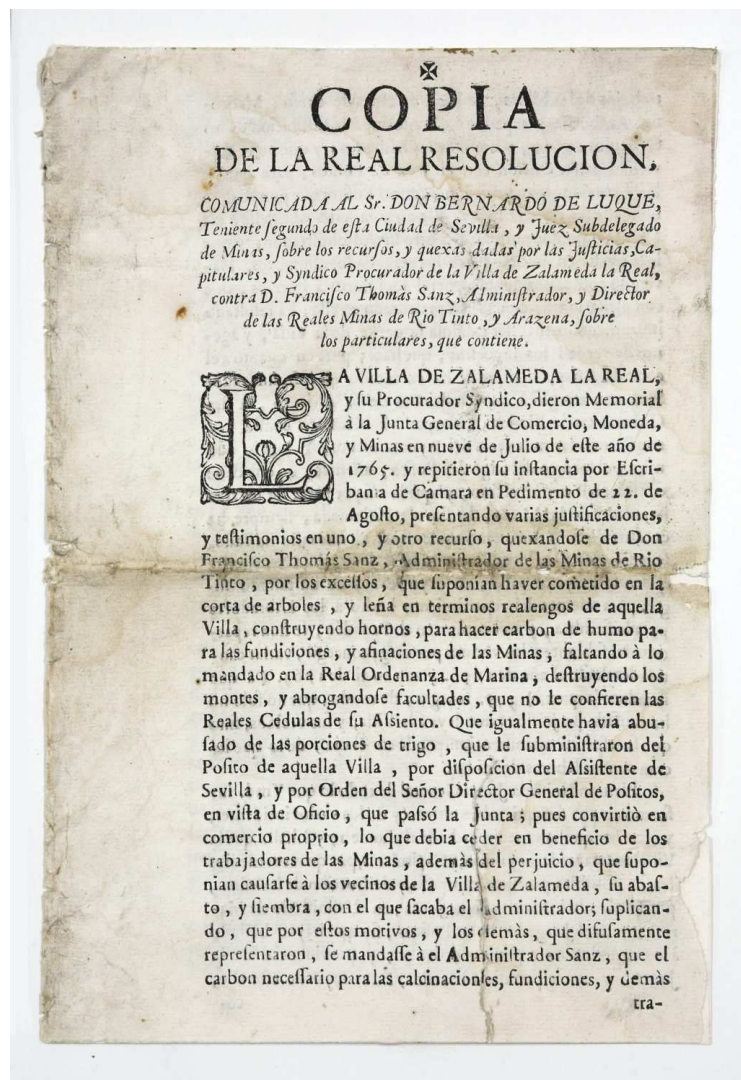 COPIA
DE LA REAL RESOLUCION,
COMUNICADA AL Sr. DON BERNARDO DE LUQUE,
Teniente ſegundo de eſta Ciudad de Sevilla, y Juez Subdelegado
de Minas, ſobre los recurſos, y quexas dadas por las Juſticias, Ca-
pitulares, y Syndico Procurador de la Villa de Zalameda la Real,
contra D. Franciſco Thomàs Sanz, Adminiſtrador, y Director
de las Reales Minas de Rio Tinto, y Arazena, ſobre
los particulares, que contiene.
LA VILLA DE ZALAMEDA LA REAL,
y ſu Procurador Syndico, dieron Memorial
à la Junta General de Comercio, Moneda,
y Minas en nueve de Julio de eſte año de
1765. y repitieron ſu inſtancia por Eſcri-
bania de Camara en Pedimento de 22. de
Agoſto, preſentando varias juſtificaciones,
y teſtimonios en uno, y otro recurſo, quexandoſe de Don
Franciſco Thomás Sanz, Adminiſtrador de las Minas de Rio
Tinto, por los exceſſos, que ſuponian haver cometido en la
corta de arboles, y leña en terminos realengos de aquella
Villa, conſtruyendo hornos, para hacer carbon de humo pa-
ra las fundiciones, y afinaciones de las Minas; faltando à lo
mandado en la Real Ordenanza de Marina; deſtruyendo los
montes, y abrogandoſe facultades, que no le confieren las
Reales Cedulas de ſu Aſsiento. Que igualmente havia abu-
ſado de las porciones de trigo, que le ſubminiſtraron del
Poſito de aquella Villa, por diſpoſicion del Aſsiſtente de
Sevilla, y por Orden del Señor Director General de Poſitos,
en viſta de Oficio, que paſsó la Junta; pues convirtiò en
comercio proprio, lo que debia ceder en beneficio de los
trabajadores de las Minas, ademàs del perjuicio, que ſupo-
nian cauſarſe à los vecinos de la Villa de Zalameda, ſu abaſ-
to, y ſiembra, con el que ſacaba el Adminiſtrador; ſuplican-
do, que por eſtos motivos, y los demàs, que difuſamente
repreſentaron, ſe mandaſſe à el Adminiſtrador Sanz, que el
carbon neceſſario para las calcinaciones, fundiciones, y demàs
tra-